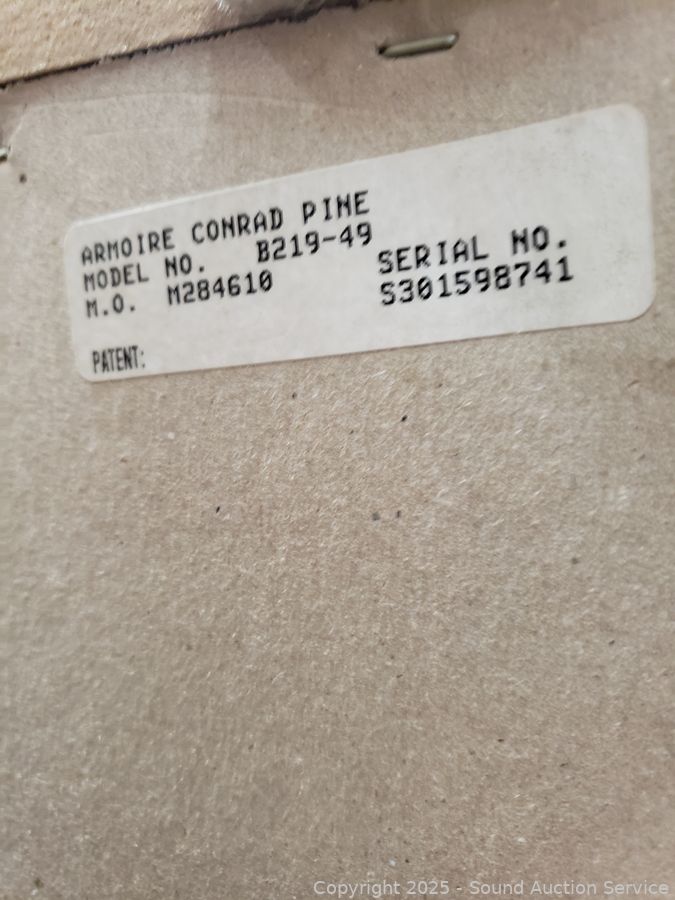 ARMOIRE CONRAD PINE
MODEL NO. B219-49
M.O. M284610
SERIAL NO.
S301598741
PATENT:
Copyright 2025 - Sound Auction Service